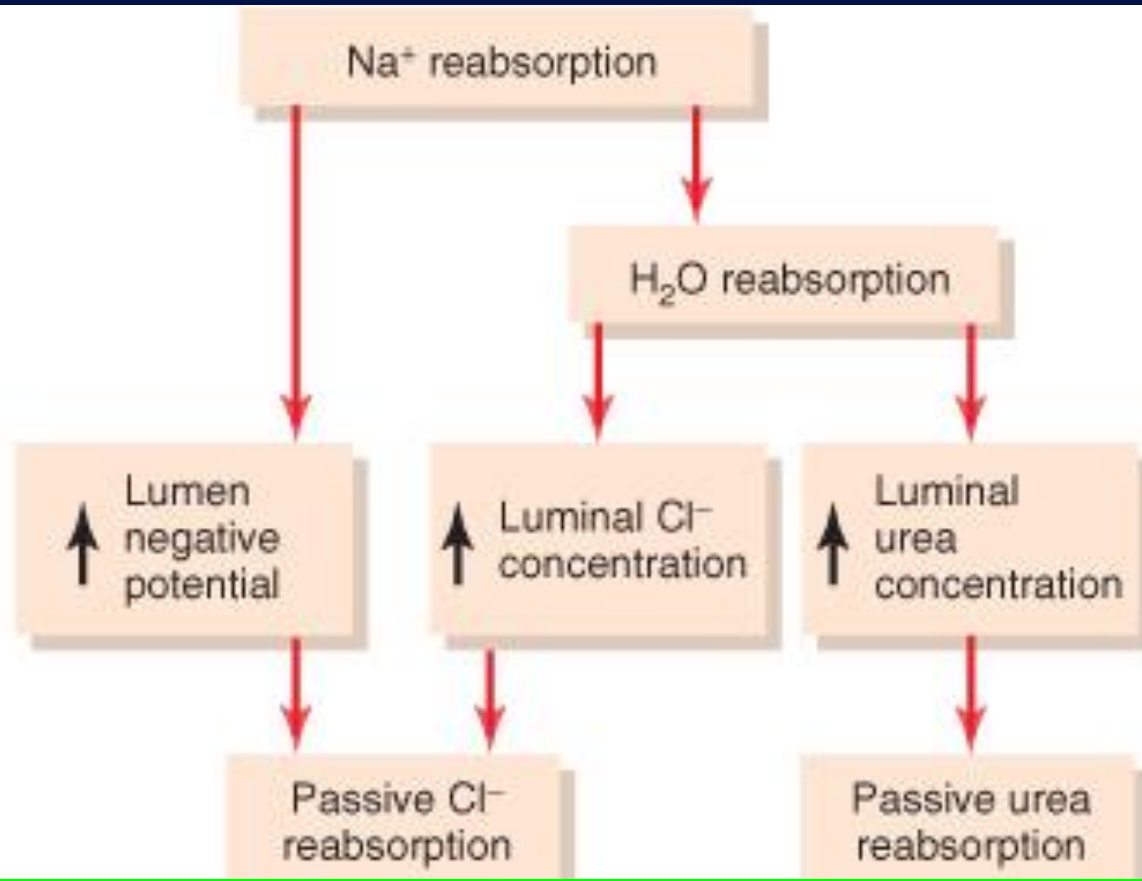 Na⁺ reabsorption
H₂O reabsorption
Lumen
negative
potential
Luminal Cl⁻
concentration
Luminal
urea
concentration
Passive Cl⁻
reabsorption
Passive urea
reabsorption